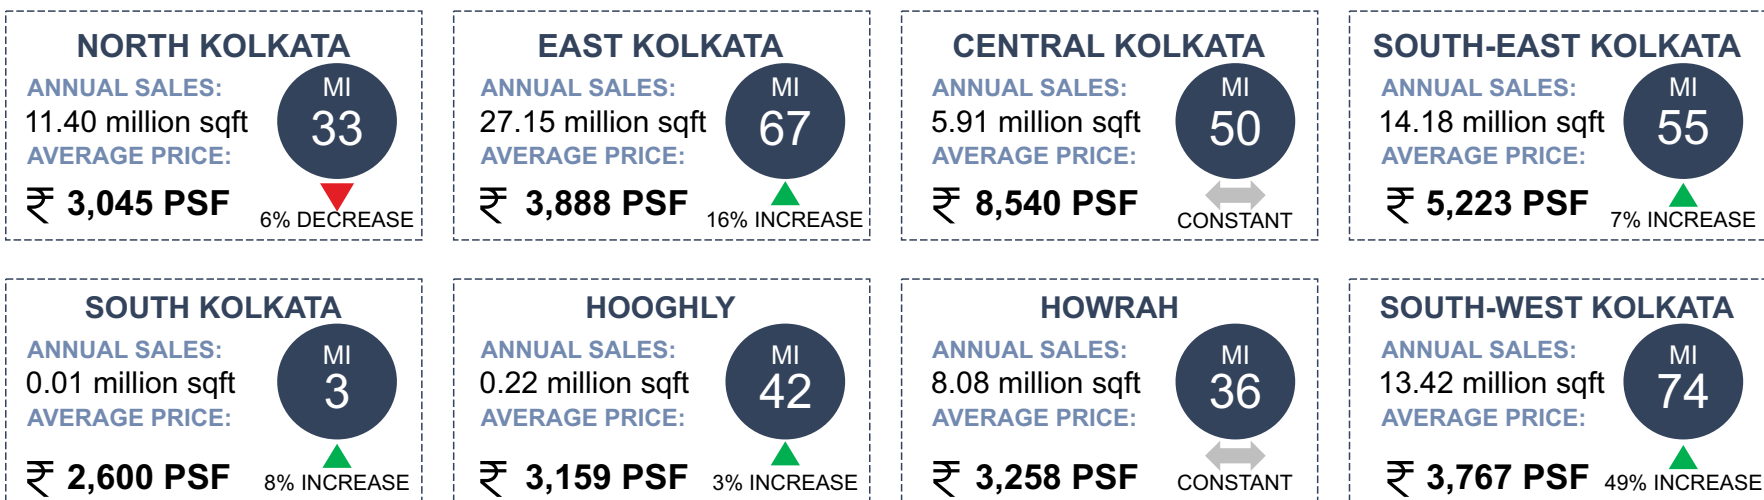 NORTH KOLKATA
ANNUAL SALES:
11.40 million sqft
AVERAGE PRICE:
₹ 3,045 PSF
MI
33
6% DECREASE
EAST KOLKATA
ANNUAL SALES:
27.15 million sqft
AVERAGE PRICE:
₹ 3,888 PSF
MI
67
16% INCREASE
CENTRAL KOLKATA
ANNUAL SALES:
5.91 million sqft
AVERAGE PRICE:
₹ 8,540 PSF
MI
50
CONSTANT
SOUTH-EAST KOLKATA
ANNUAL SALES:
14.18 million sqft
AVERAGE PRICE:
₹ 5,223 PSF
MI
55
7% INCREASE
SOUTH KOLKATA
ANNUAL SALES:
0.01 million sqft
AVERAGE PRICE:
₹ 2,600 PSF
MI
3
8% INCREASE
HOOGHLY
ANNUAL SALES:
0.22 million sqft
AVERAGE PRICE:
₹ 3,159 PSF
MI
42
3% INCREASE
HOWRAH
ANNUAL SALES:
8.08 million sqft
AVERAGE PRICE:
₹ 3,258 PSF
MI
36
CONSTANT
SOUTH-WEST KOLKATA
ANNUAL SALES:
13.42 million sqft
AVERAGE PRICE:
₹ 3,767 PSF
MI
74
49% INCREASE